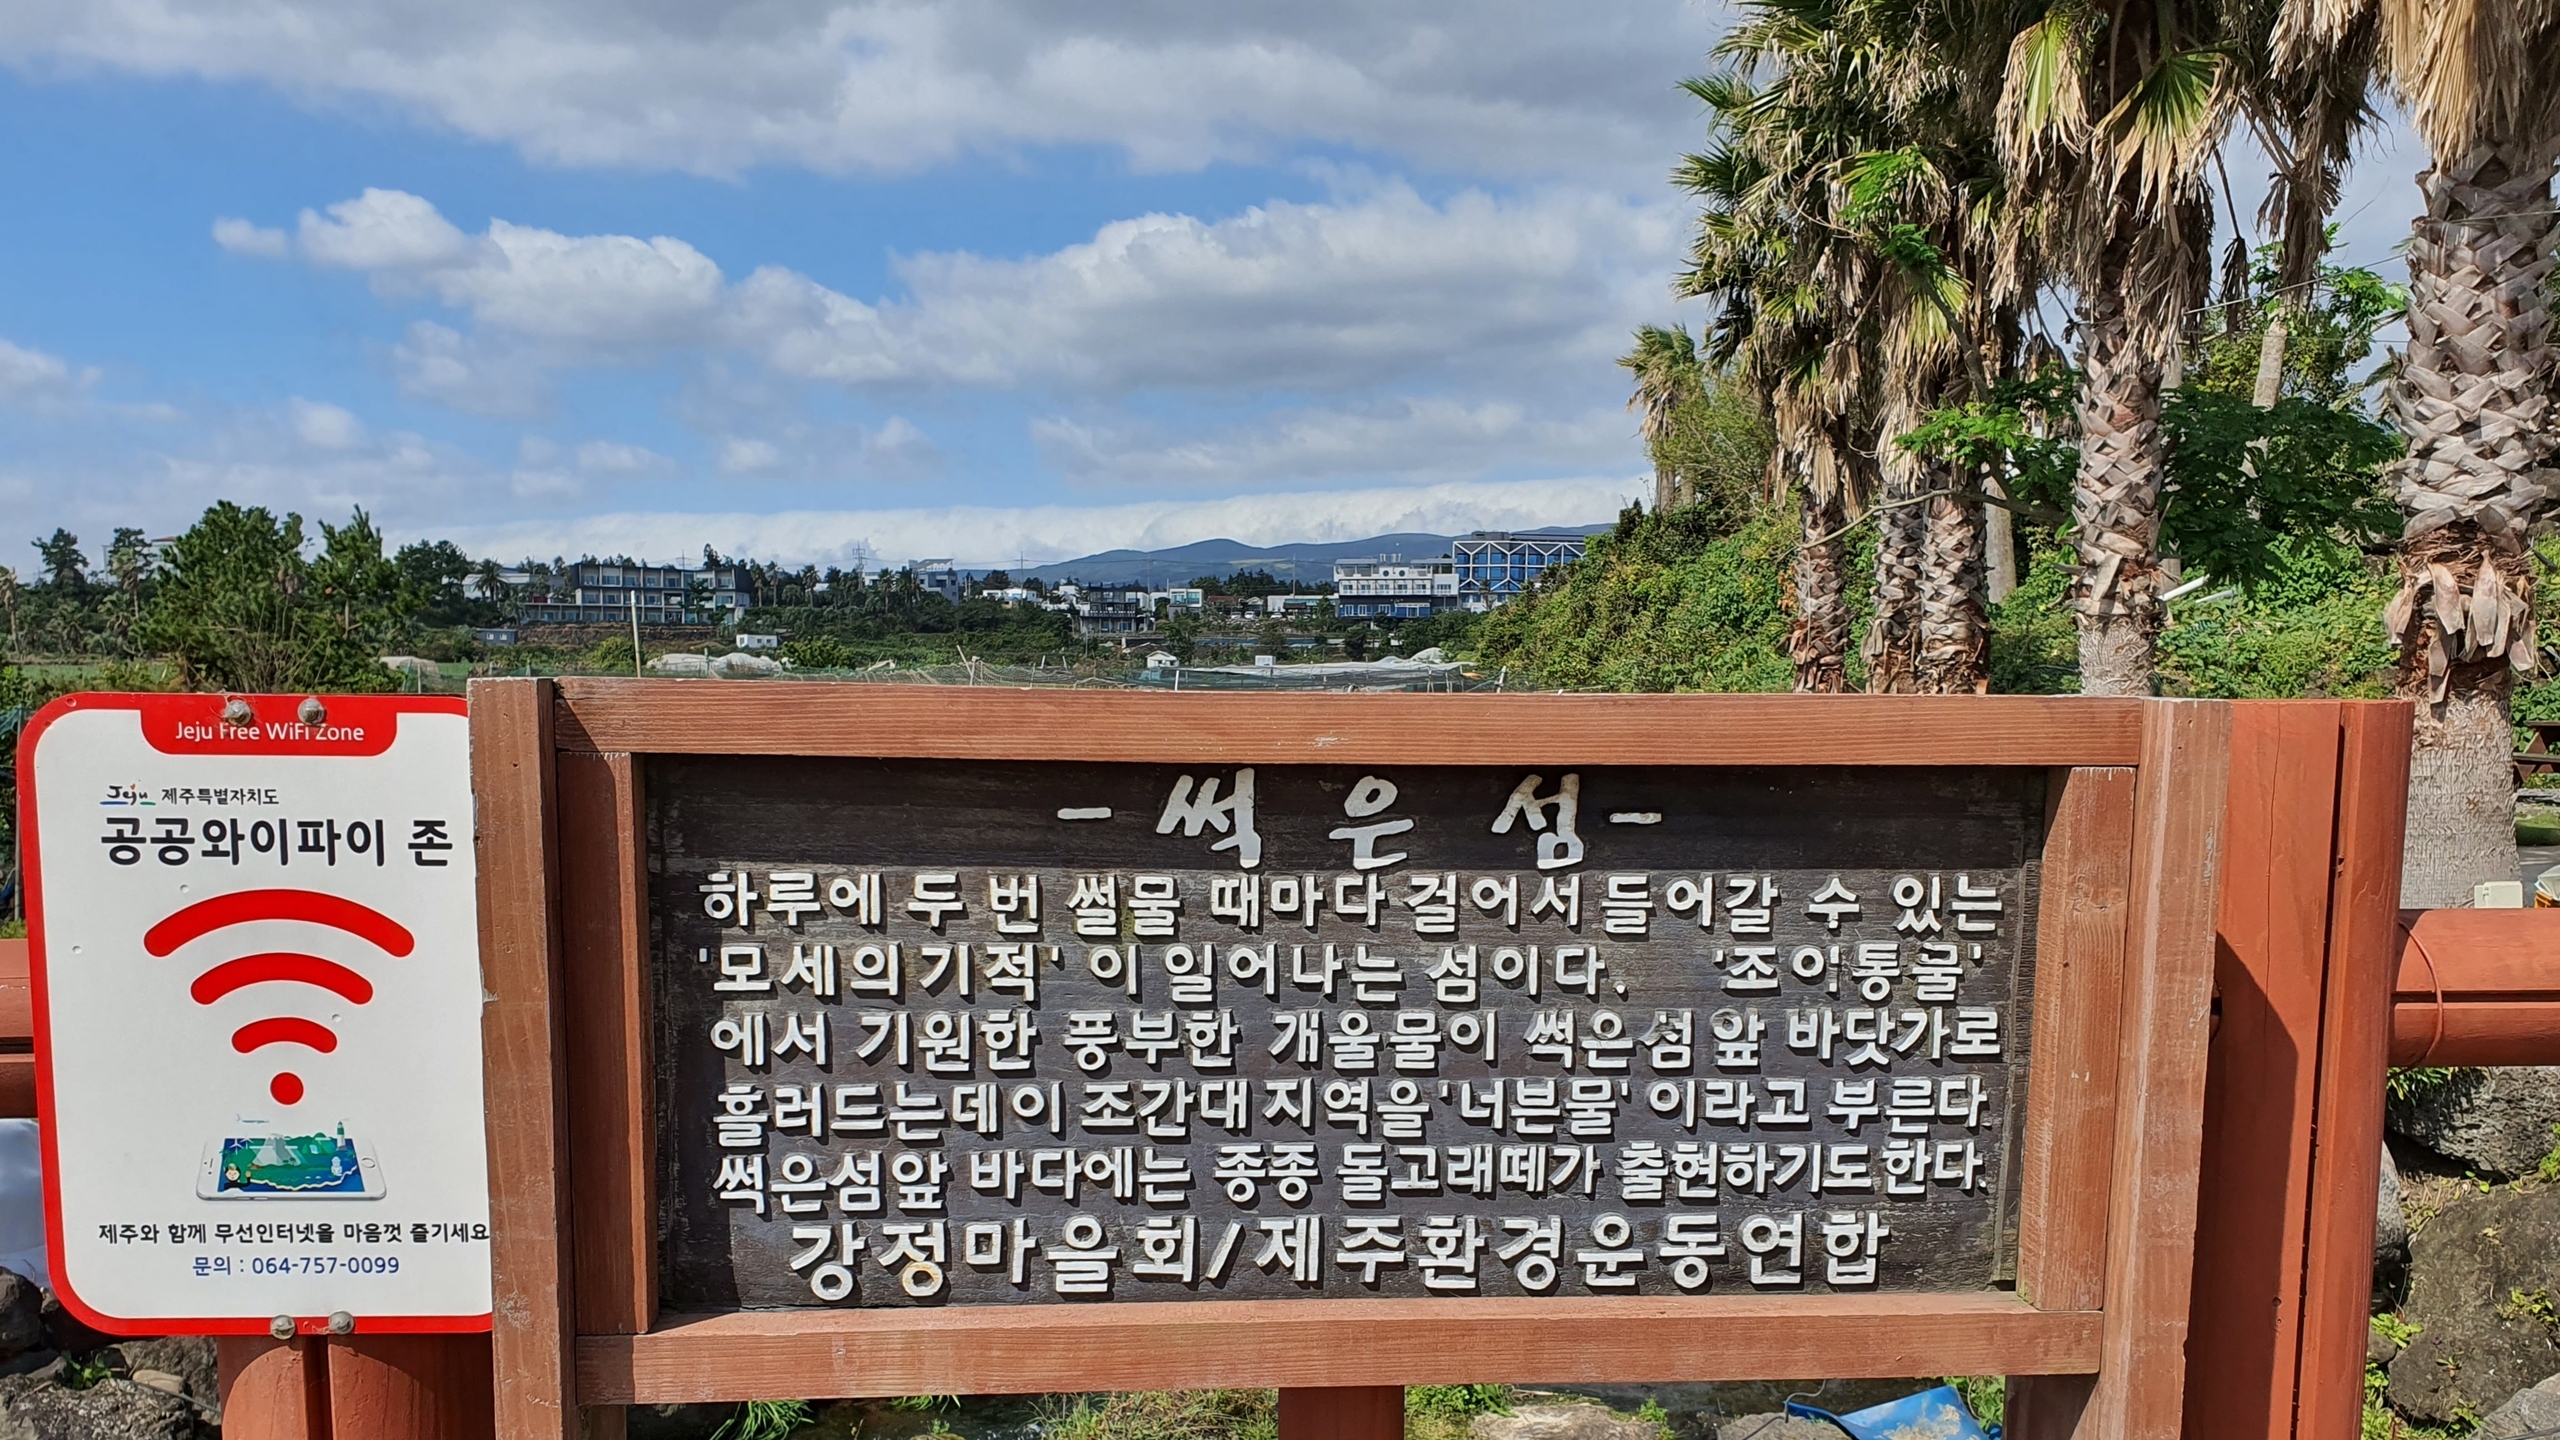 Jeju Free WiFi Zone
Jeju 제주특별자치도
공공와이파이 존
제주와 함께 무선인터넷을 마음껏 즐기세요
문의 : 064-757-0099
- 썩 은 섬 -
하루에 두 번 썰물 때마다 걸어서 들어갈 수 있는
'모세의기적' 이 일어나는 섬이다. '조이통물'
에서 기원한 풍부한 개울물이 썩은섬 앞 바닷가로
흘러드는데이 조간대 지역을 '너븐물' 이라고 부른다.
썩은섬앞 바다에는 종종 돌고래떼가 출현하기도한다.
강정마을회/제주환경운동연합